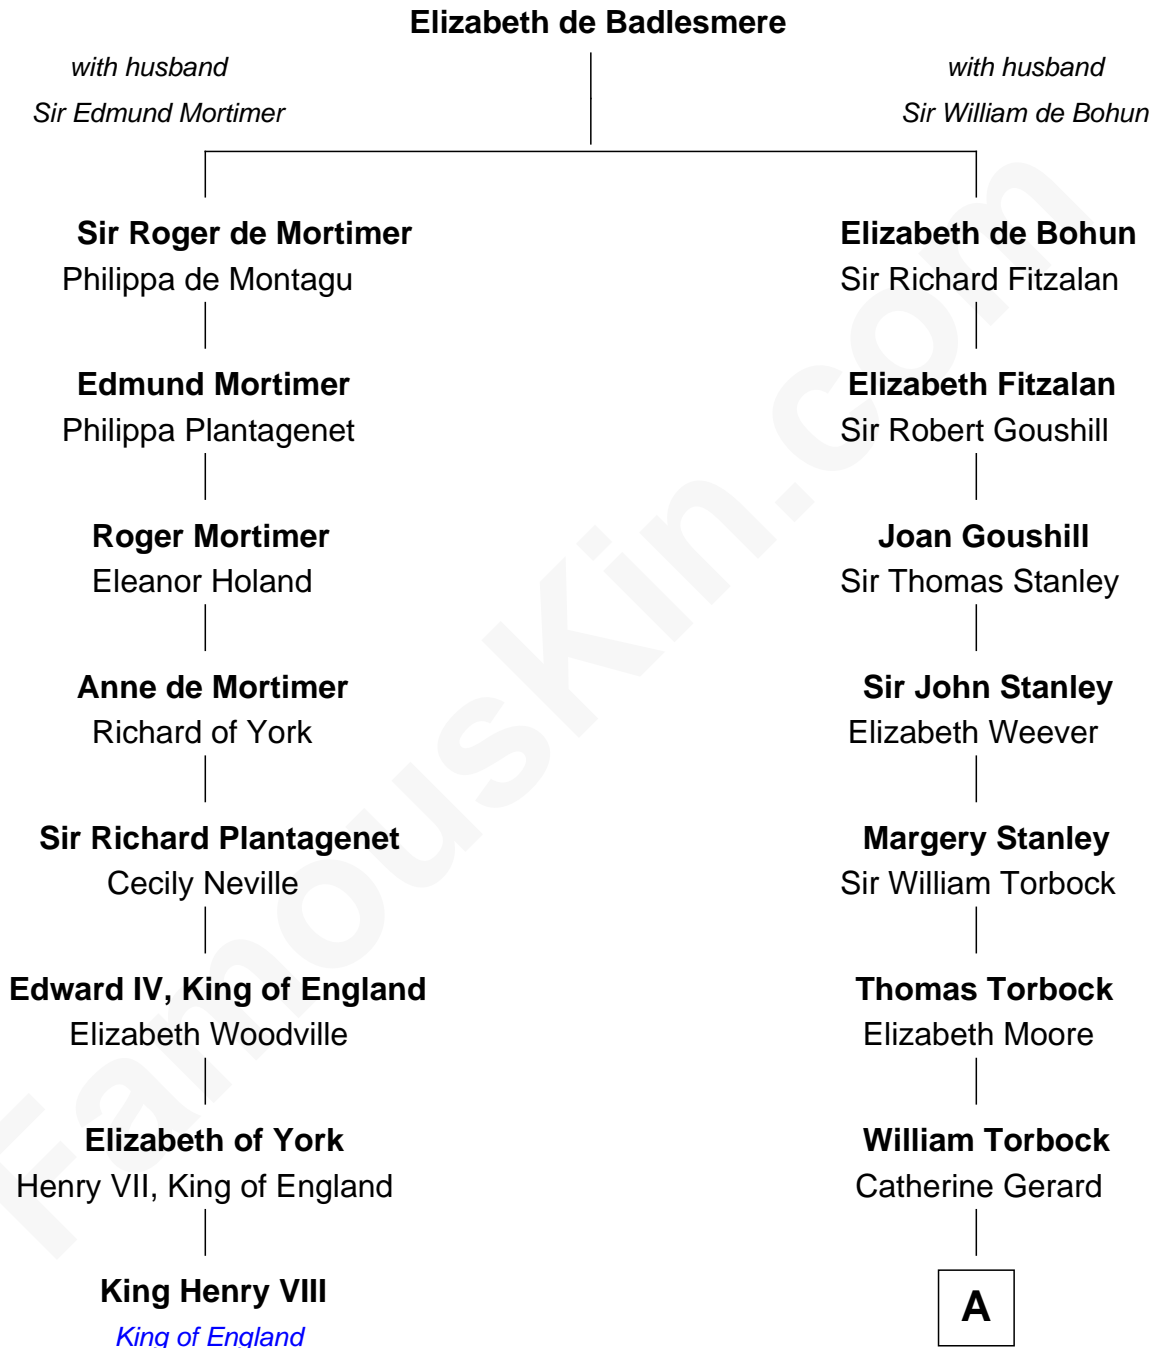 Elizabeth de Badlesmere
with husband
Sir Edmund Mortimer
with husband
Sir William de Bohun
Sir Roger de Mortimer
Philippa de Montagu
Edmund Mortimer
Philippa Plantagenet
Roger Mortimer
Eleanor Holand
Anne de Mortimer
Richard of York
Sir Richard Plantagenet
Cecily Neville
Edward IV, King of England
Elizabeth Woodville
Elizabeth of York
Henry VII, King of England
King Henry VIII
King of England
Elizabeth de Bohun
Sir Richard Fitzalan
Elizabeth Fitzalan
Sir Robert Goushill
Joan Goushill
Sir Thomas Stanley
Sir John Stanley
Elizabeth Weever
Margery Stanley
Sir William Torbock
Thomas Torbock
Elizabeth Moore
William Torbock
Catherine Gerard
A
FamousKin.com